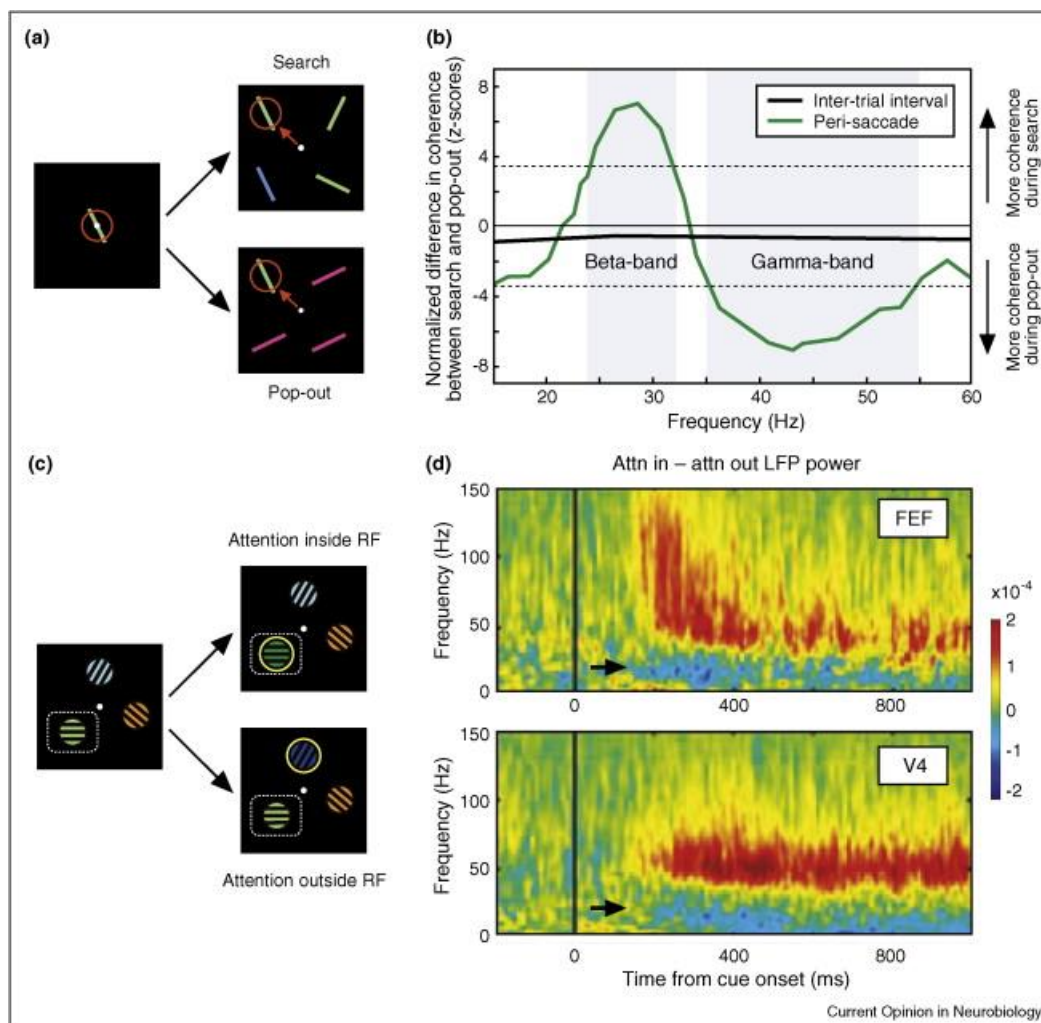 (a)
Search
Pop-out
(b)
Normalized difference in coherence
between search and pop-out (z-scores)
8
4
0
-4
-8
Inter-trial interval
Peri-saccade
Beta-band
Gamma-band
20
30
40
50
60
Frequency (Hz)
More coherence
during search
More coherence
during pop-out
(c)
Attention inside RF
Attention outside RF
(d)
Attn in – attn out LFP power
Frequency (Hz)
150
100
50
0
FEF
0
400
800
Frequency (Hz)
150
100
50
0
V4
0
400
800
Time from cue onset (ms)
x10⁻⁴
2
1
0
-1
-2
Current Opinion in Neurobiology